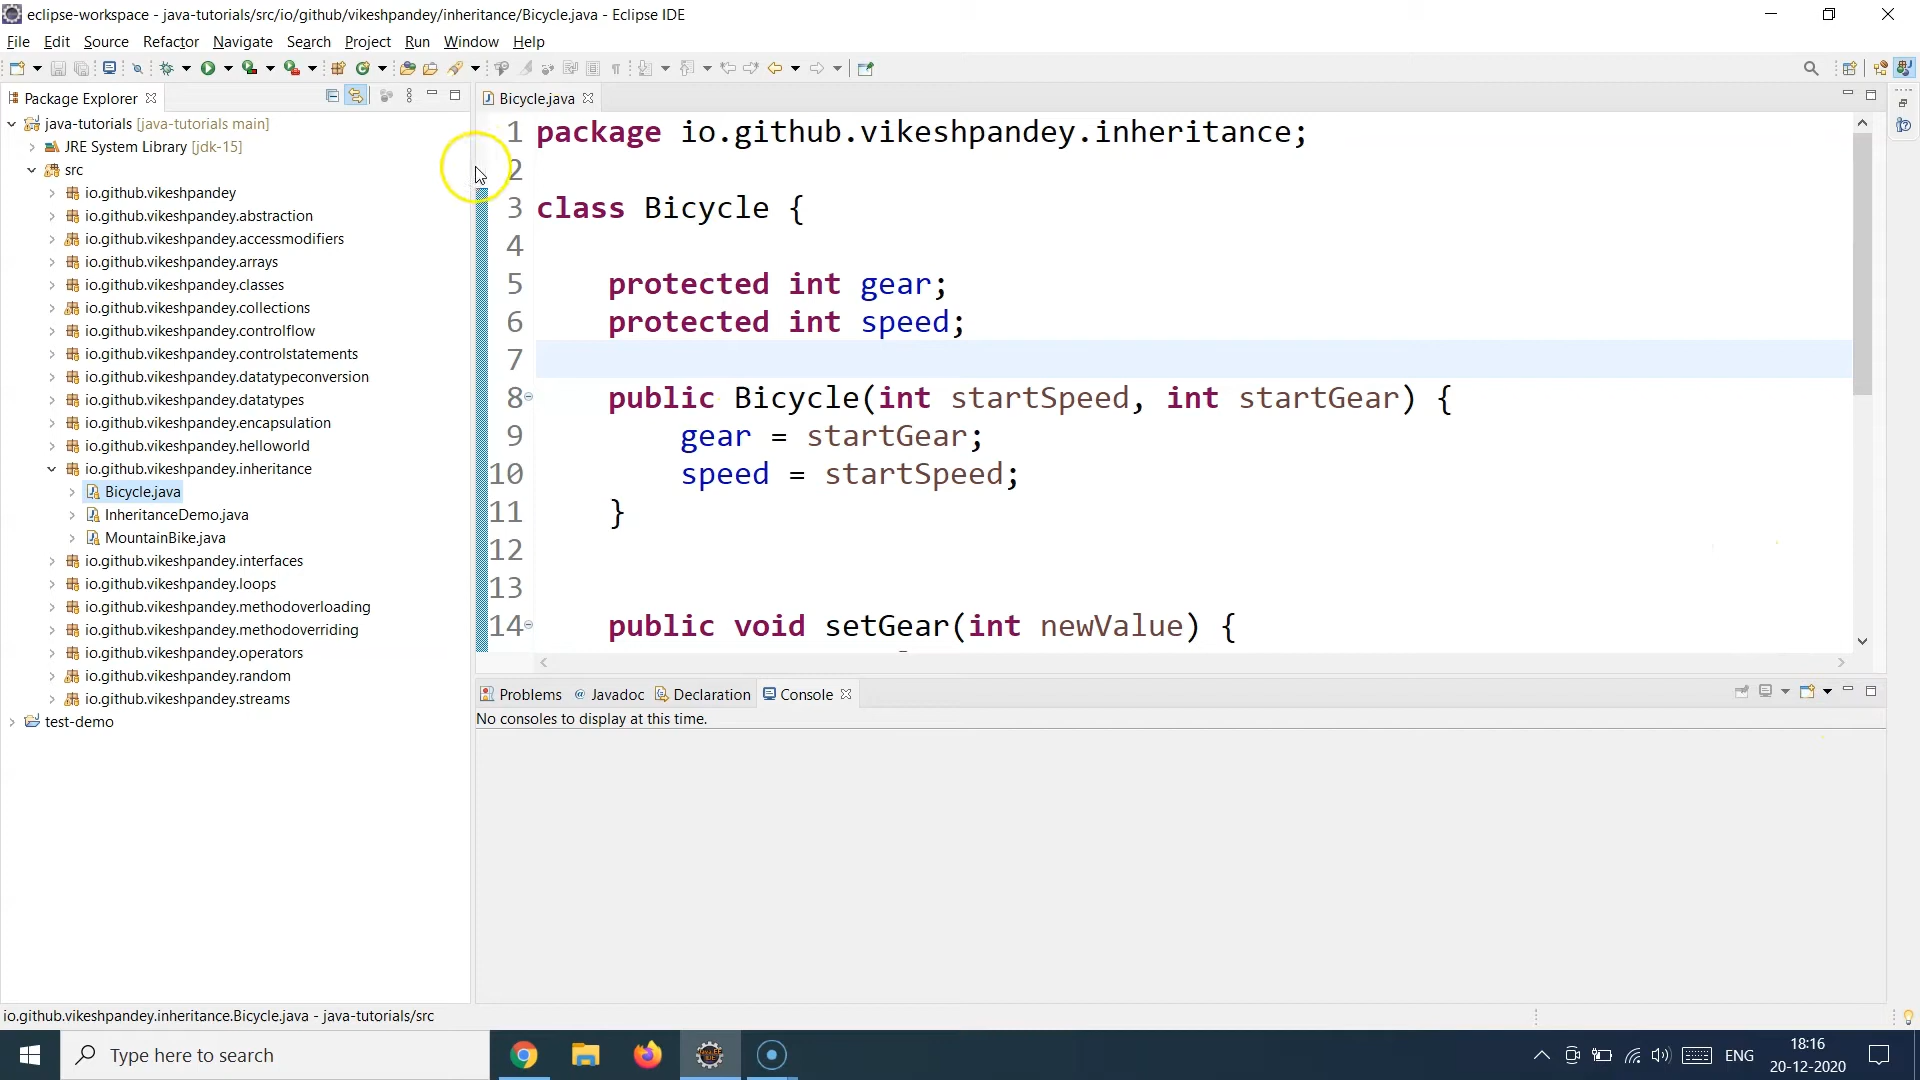 eclipse-workspace - java-tutorials/src/io/github/vikeshpandey/inheritance/Bicycle.java - Eclipse IDE
File Edit Source Refactor Navigate Search Project Run Window Help
Package Explorer
java-tutorials [java-tutorials main]
JRE System Library [jdk-15]
src
io.github.vikeshpandey
io.github.vikeshpandey.abstraction
io.github.vikeshpandey.accessmodifiers
io.github.vikeshpandey.arrays
io.github.vikeshpandey.classes
io.github.vikeshpandey.collections
io.github.vikeshpandey.controlflow
io.github.vikeshpandey.controlstatements
io.github.vikeshpandey.datatypeconversion
io.github.vikeshpandey.datatypes
io.github.vikeshpandey.encapsulation
io.github.vikeshpandey.helloworld
io.github.vikeshpandey.inheritance
Bicycle.java
InheritanceDemo.java
MountainBike.java
io.github.vikeshpandey.interfaces
io.github.vikeshpandey.loops
io.github.vikeshpandey.methodoverloading
io.github.vikeshpandey.methodoverriding
io.github.vikeshpandey.operators
io.github.vikeshpandey.random
io.github.vikeshpandey.streams
test-demo
Bicycle.java
1 package io.github.vikeshpandey.inheritance;
2
3 class Bicycle {
4
5 protected int gear;
6 protected int speed;
7
8 public Bicycle(int startSpeed, int startGear) {
9 gear = startGear;
10 speed = startSpeed;
11 }
12
13
14 public void setGear(int newValue) {
Problems @ Javadoc Declaration Console
No consoles to display at this time.
io.github.vikeshpandey.inheritance.Bicycle.java - java-tutorials/src
Type here to search
ENG
18:16
20-12-2020